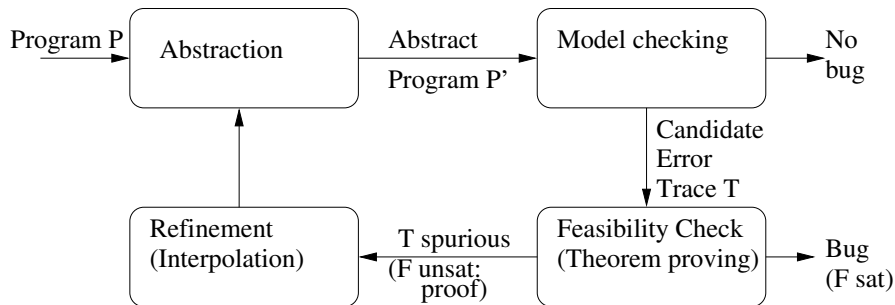 Program P
Abstraction
Abstract
Program P'
Model checking
No
bug
Candidate
Error
Trace T
Refinement
(Interpolation)
T spurious
(F unsat:
proof)
Feasibility Check
(Theorem proving)
Bug
(F sat)